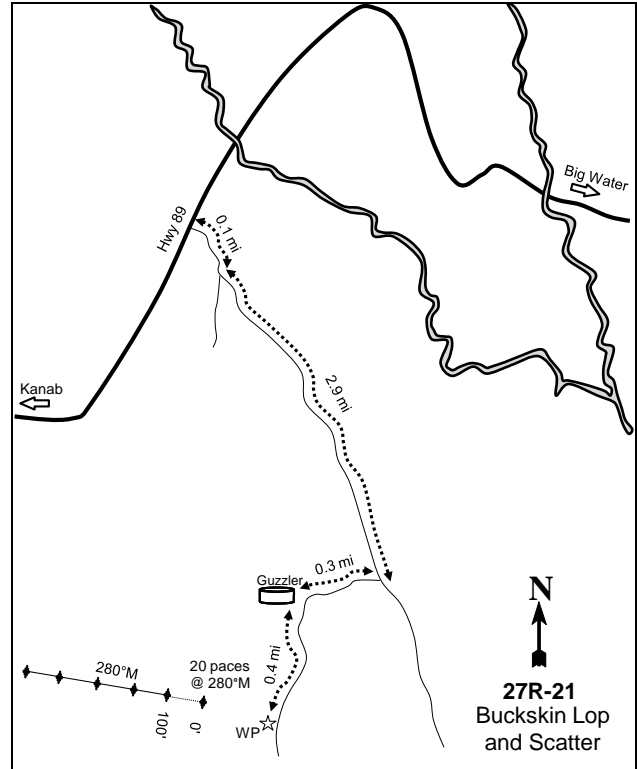 Big Water
Hwy 89
0.1 mi
2.9 mi
Kanab
0.3 mi
Guzzler
0.4 mi
280°M
20 paces
@ 280°M
100'
0'
WP
N
27R-21
Buckskin Lop
and Scatter